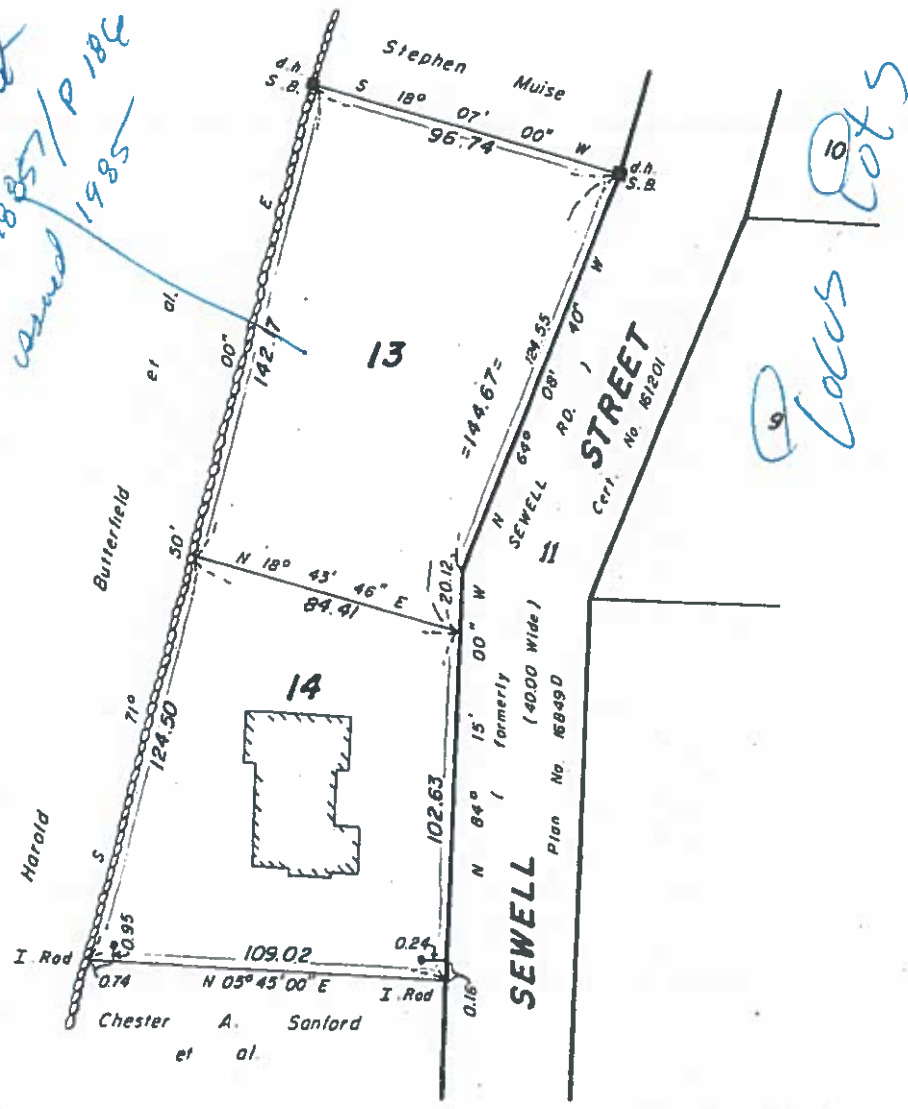 885 / P 186
1985
Stephen Muise
d.h.
S.B.
S 18° 07' 00" W
96.74
d.h.
S.B.
10
Lots
9
Locus
13
S 71° 50' 00" E
142.17
=144.67=
124.55
N 64° 08' 40" W
SEWELL RD. )
SEWELL STREET
11
Cert. No. 161201
Harold Butterfield et al.
N 18° 43' 46" E
84.41
20.12
14
124.50
102.63
N 84° 15' 00" W
( formerly
( 40.00 Wide )
Plan No. 16849D
0.95
I. Rod
0.74
109.02
N 05° 45' 00" E
0.24
I. Rod
0.16
Chester A. Sanford
et al.